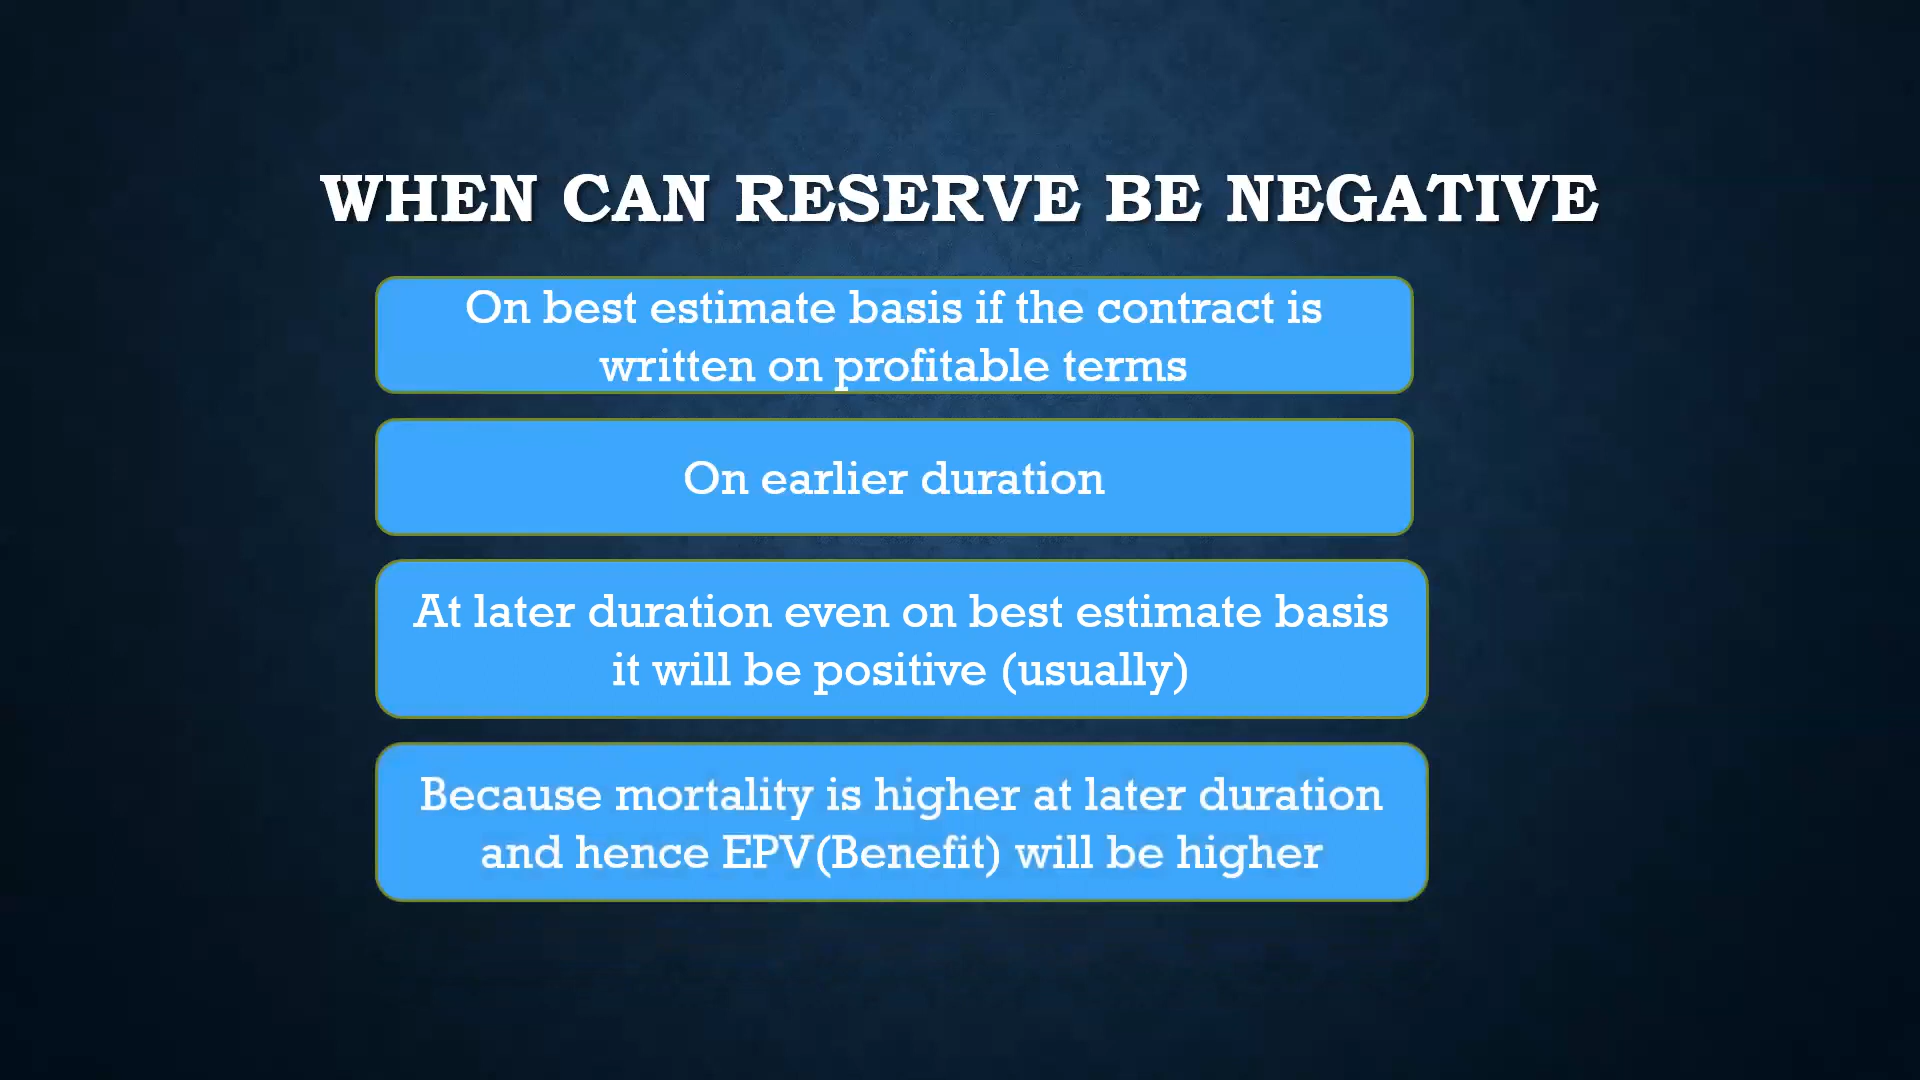 WHEN CAN RESERVE BE NEGATIVE
On best estimate basis if the contract is
written on profitable terms
On earlier duration
At later duration even on best estimate basis
it will be positive (usually)
Because mortality is higher at later duration
and hence EPV(Benefit) will be higher